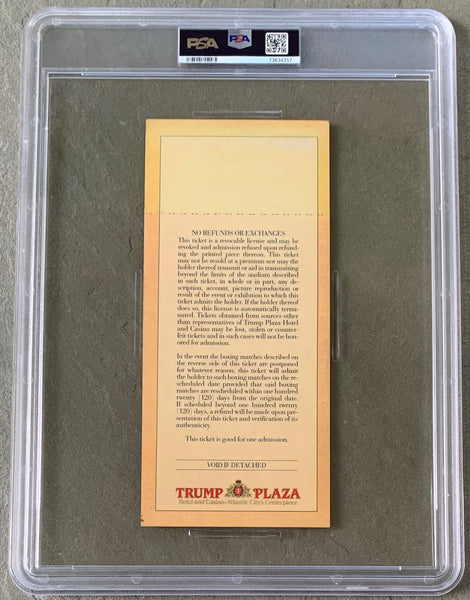 PSA
PSA
73634357
NO REFUNDS OR EXCHANGES
This ticket is a revocable license and may be
revoked and admission refused upon refund-
ing the printed piece thereon. This ticket
may not be resold at a premium nor may the
holder thereof transmit or aid in transmitting
beyond the limits of the stadium described
in such ticket, in whole or in part, any de-
scription, account, picture reproduction or
result of the event or exhibition to which this
ticket admits the holder. If the holder thereof
does so, this license is automatically termi-
nated. Tickets obtained from sources other
than representatives of Trump Plaza Hotel
and Casino may be lost, stolen or counter-
feit tickets and in such cases will not be hon-
ored for admission.
In the event the boxing matches described on
the reverse side of this ticket are postponed
for whatever reason, this ticket will admit
the holder to such boxing matches on the re-
scheduled date provided that said boxing
matches are rescheduled within one hundred
twenty (120) days from the original date.
If scheduled beyond one hundred twenty
(120) days, a refund will be made upon pre-
sentation of this ticket and verification of its
authenticity.
This ticket is good for one admission.
VOID IF DETACHED
TRUMP PLAZA
Hotel and Casino—Atlantic City's Centerpiece